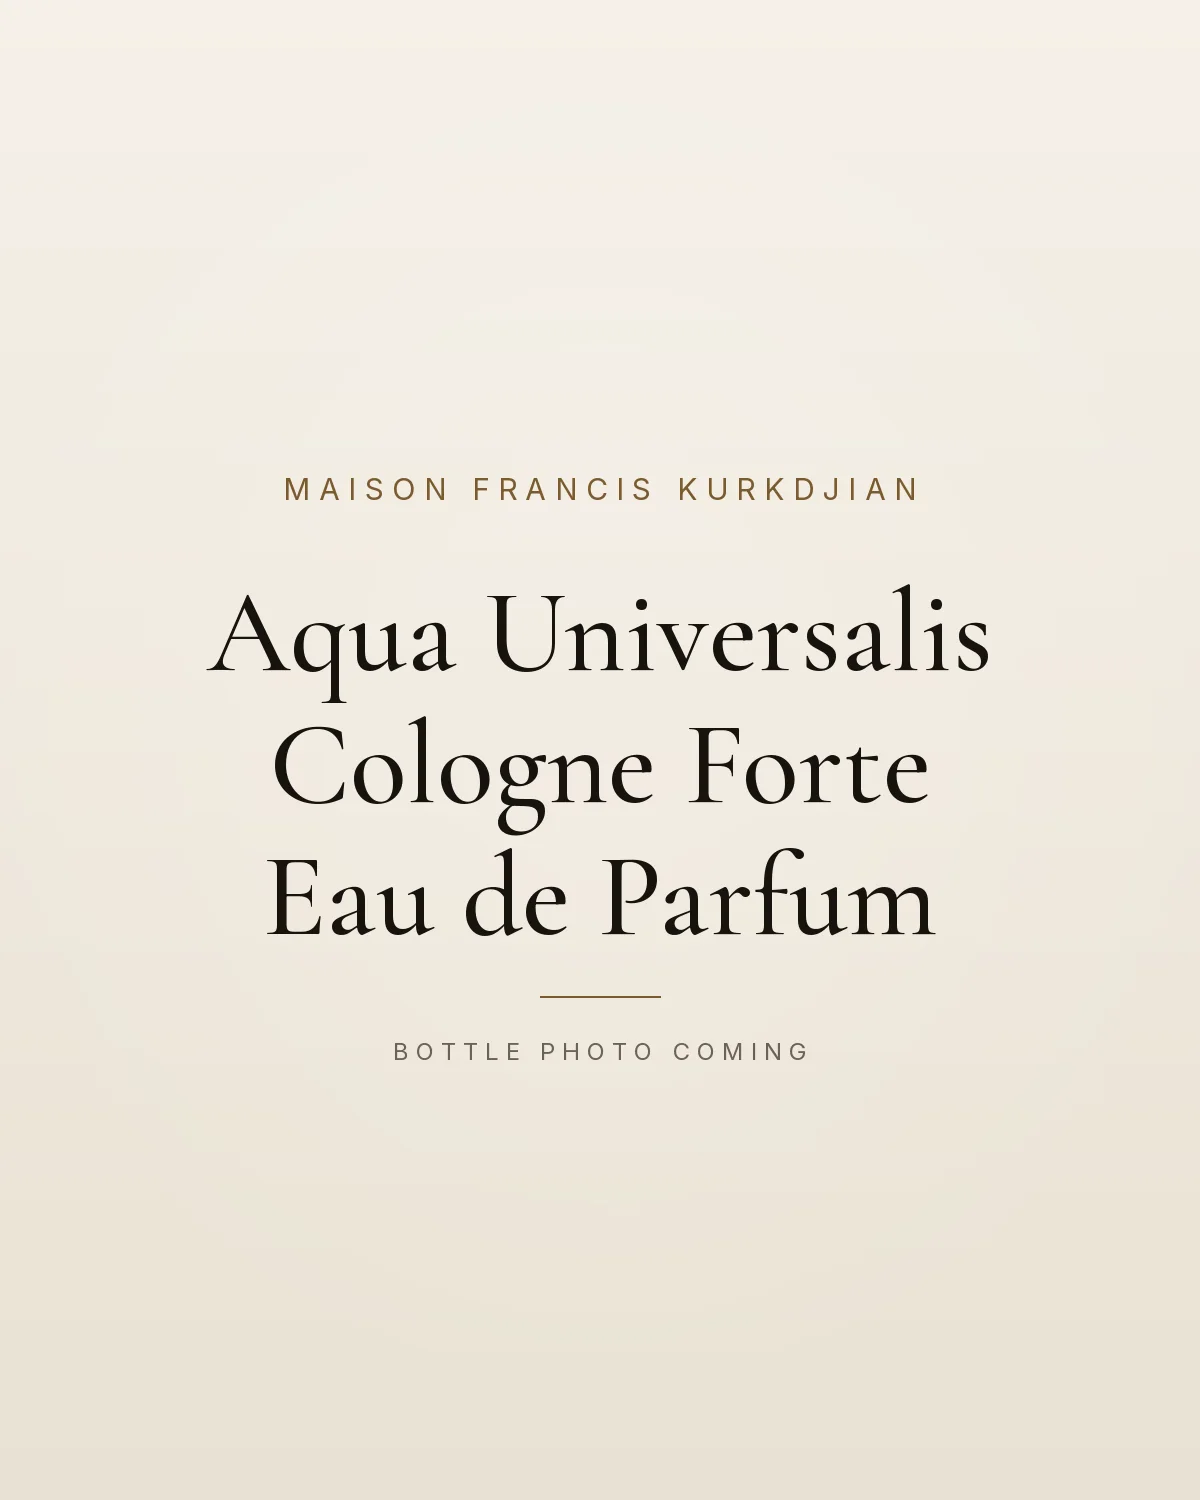 MAISON FRANCIS KURKDJIAN
Aqua Universalis
Cologne Forte
Eau de Parfum
BOTTLE PHOTO COMING